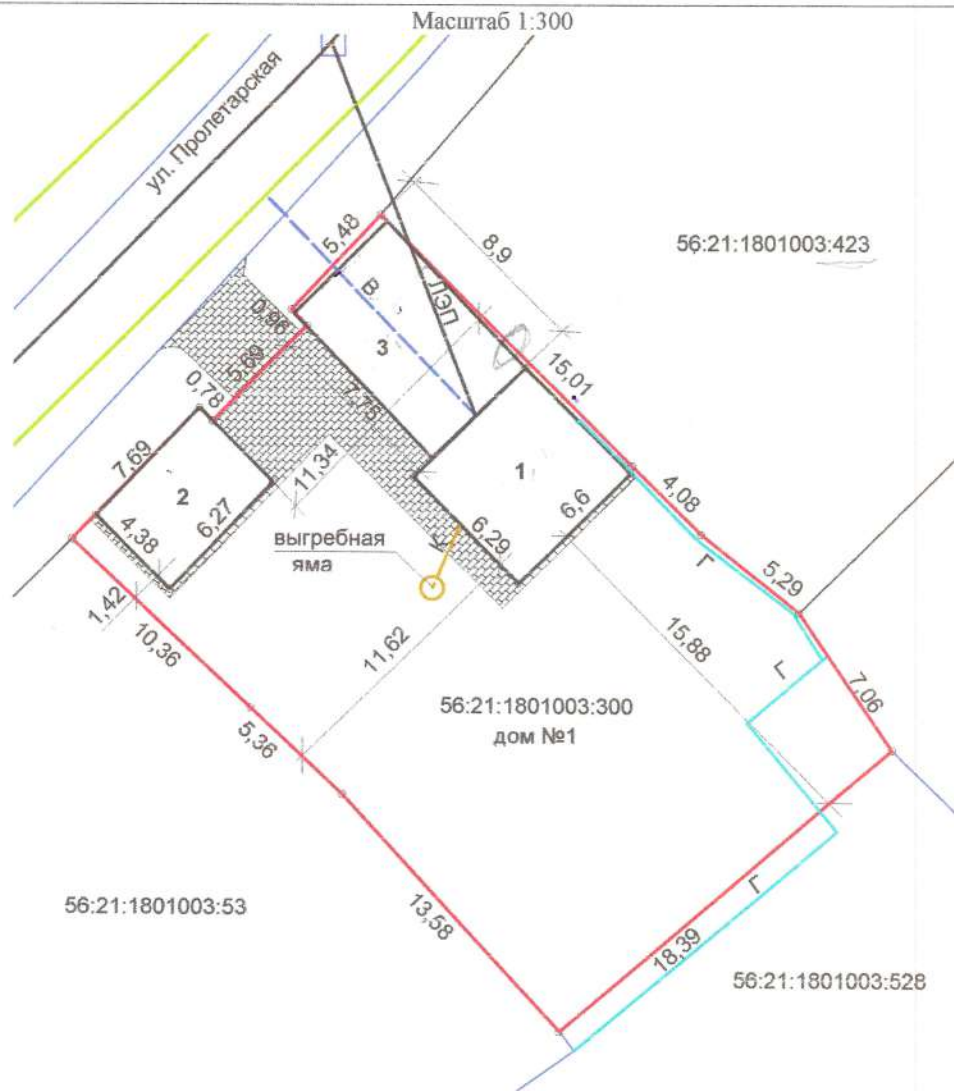 Масштаб 1:300
ул. Пролетарская
5,48
8,9
56:21:1801003:423
В
ЛЭП
0,96
3
5,69
15,01
7,75
0,78
7,69
2
11,34
1
4,08
6,6
4,38
6,27
6,29
выгребная
яма
К
Г
5,29
1,42
10,36
11,62
15,88
Г
7,06
56:21:1801003:300
дом №1
5,36
56:21:1801003:53
13,58
Г
18,39
56:21:1801003:528